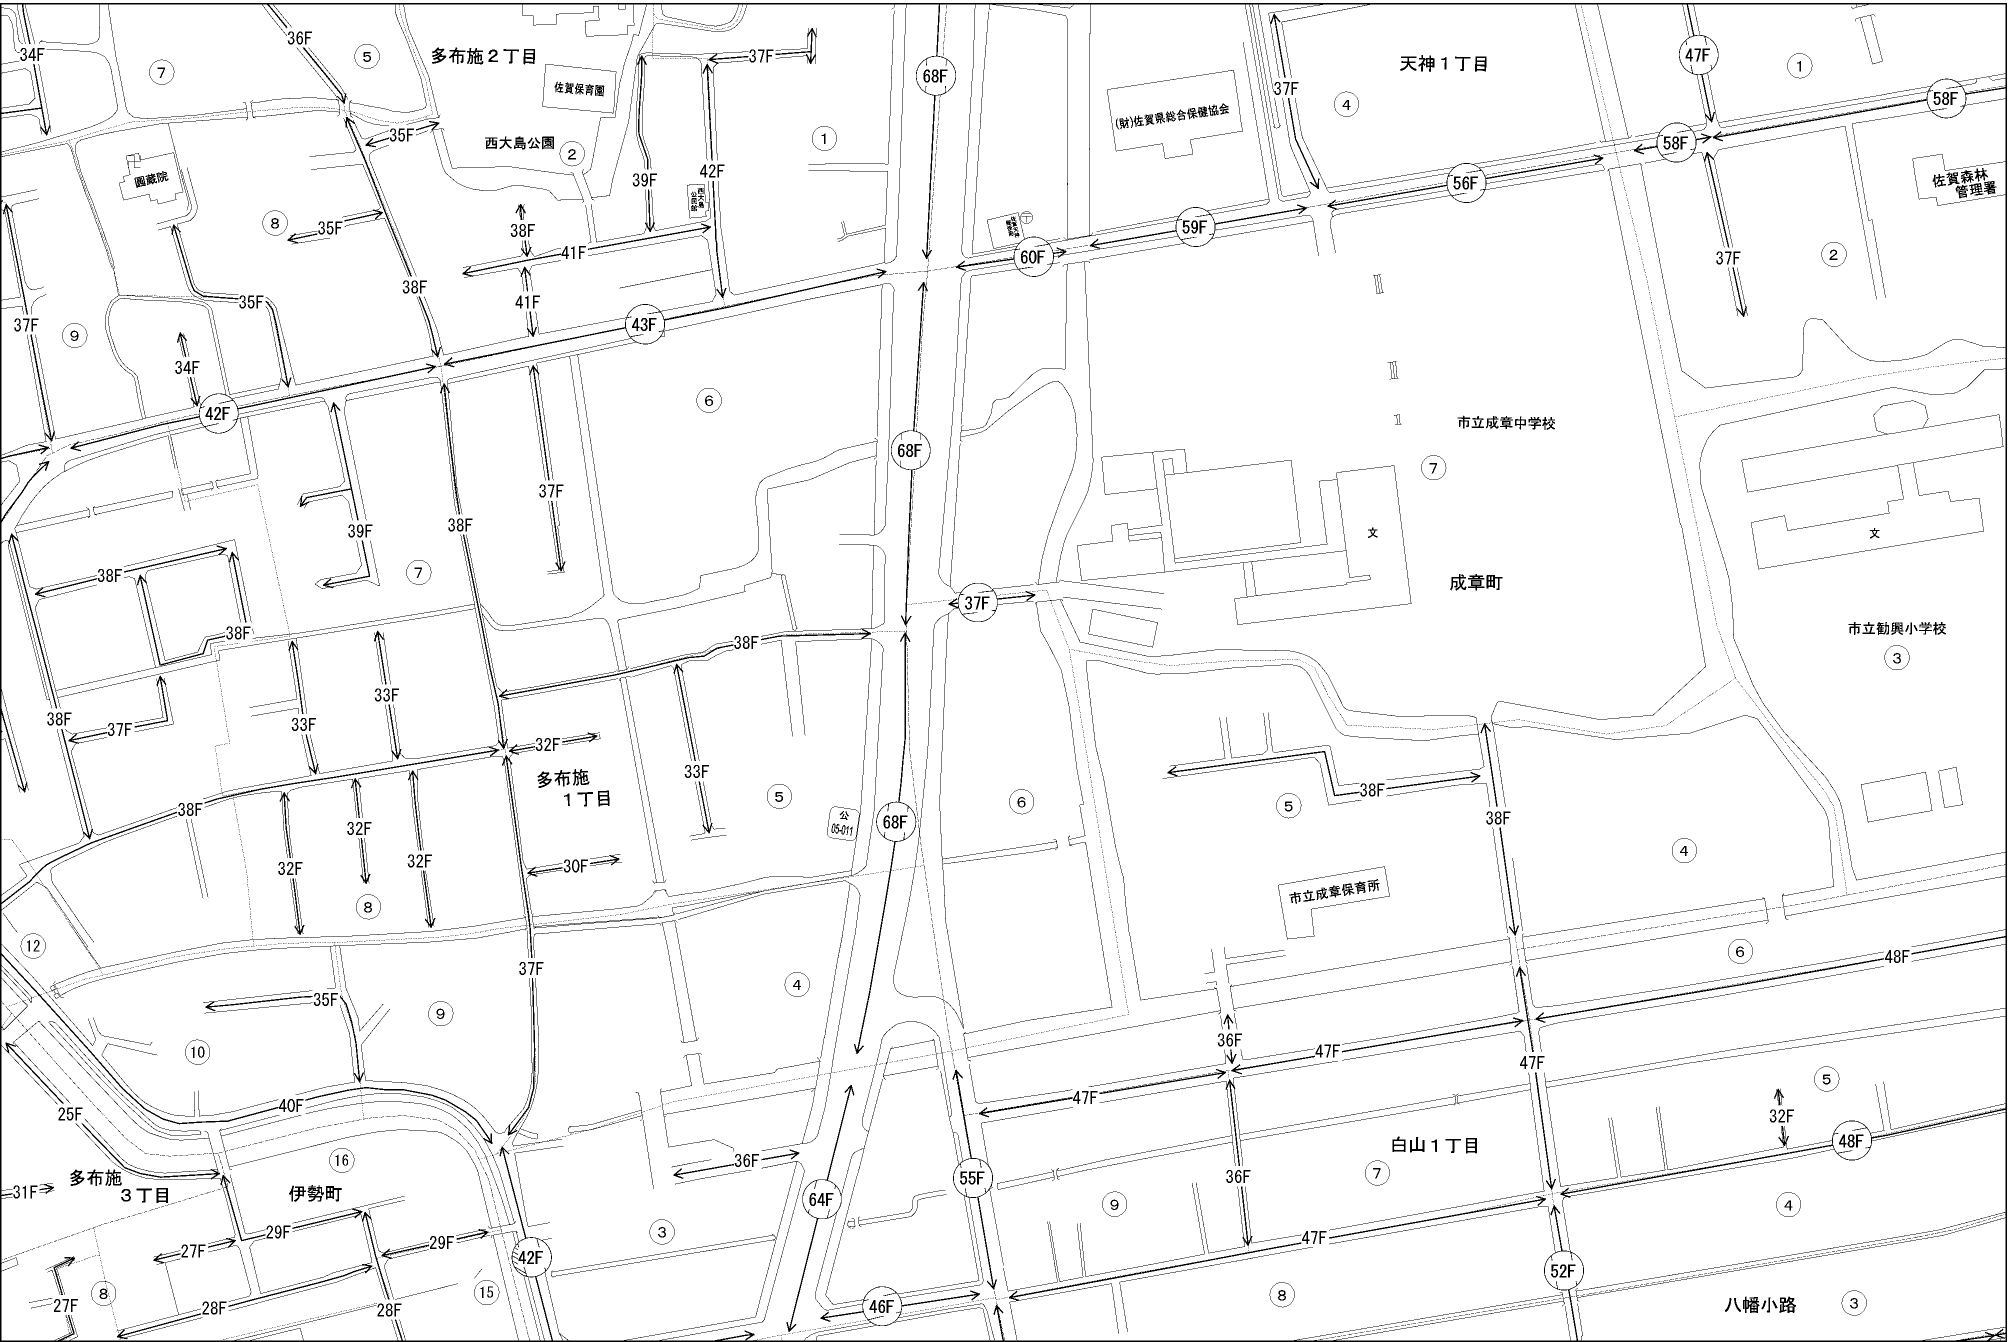 34F
36F
⑦
⑤
多布施2丁目
37F
佐賀保育園
68F
37F
天神1丁目
④
47F
①
58F
(財)佐賀県総合保健協会
35F
西大島公園
②
①
58F
圓蔵院
39F
42F
西大島
公民館
56F
佐賀森林
管理署
⑧
35F
38F
41F
59F
60F
37F
②
35F
38F
41F
43F
37F
⑨
34F
42F
⑥
68F
市立成章中学校
⑦
39F
38F
37F
文
文
38F
⑦
成章町
37F
38F
38F
市立勧興小学校
③
33F
33F
38F
37F
32F
33F
多布施
1丁目
⑤
⑥
⑤
38F
38F
38F
公
05-011
68F
32F
32F
32F
30F
④
⑧
市立成章保育所
⑫
37F
④
⑥
48F
35F
⑨
⑩
36F
47F
47F
47F
⑤
25F
40F
32F
48F
白山1丁目
⑯
36F
55F
36F
⑦
多布施
3丁目
31F
伊勢町
64F
⑨
④
29F
27F
29F
③
47F
42F
52F
⑧
27F
28F
28F
⑮
46F
⑧
八幡小路
③